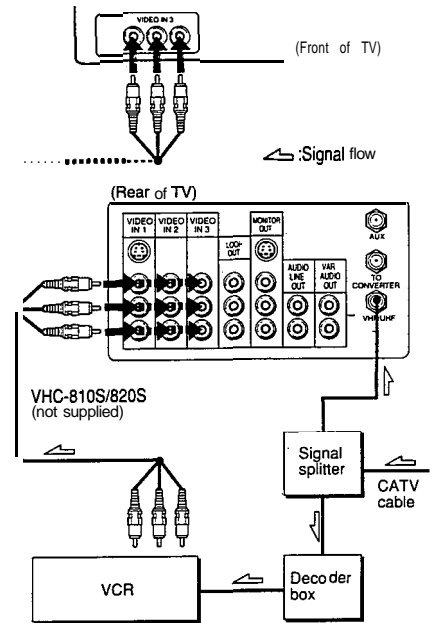 VIDEO IN 3
(Front of TV)
:Signal flow
(Rear of TV)
VIDEO IN 1
VIDEO IN 2
VIDEO IN 3
MONITOR OUT
OUT
AUDIO LINE OUT
VAR AUDIO OUT
AUX
TO CONVERTER
VHF/UHF
VHC-810S/820S
(not supplied)
Signal
splitter
CATV
cable
VCR
Decoder
box